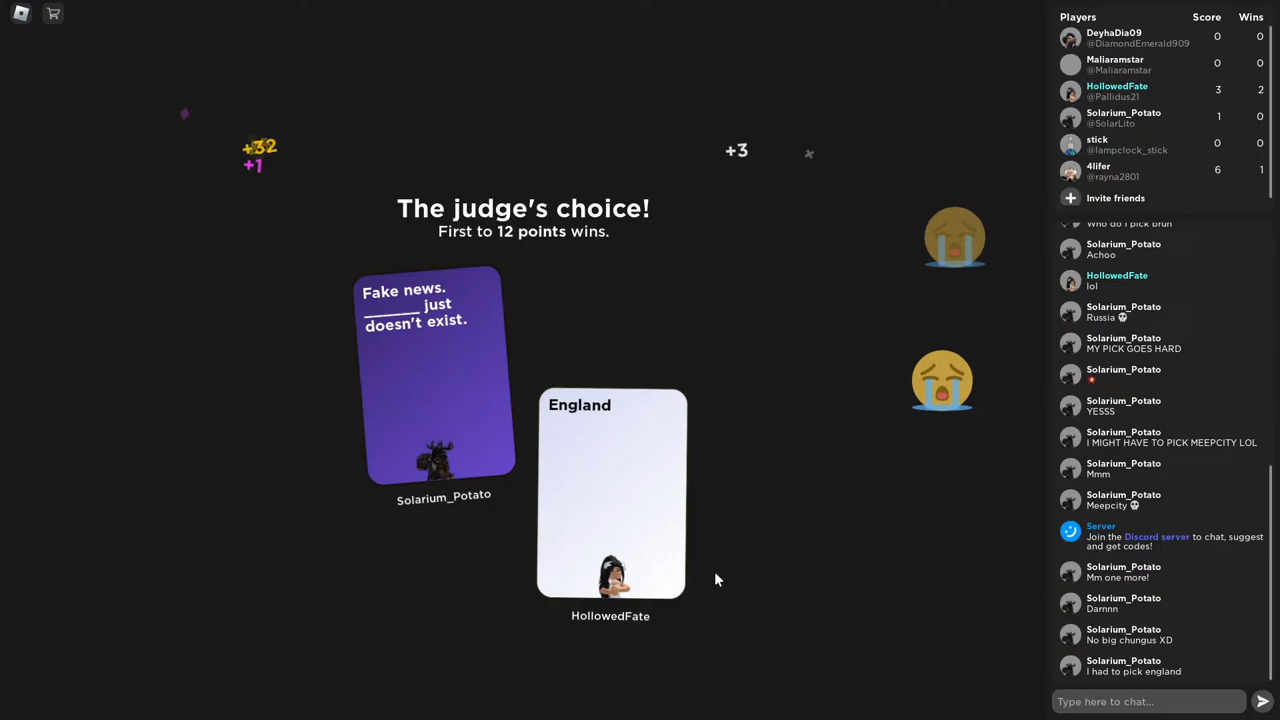 +32
+1
+3
The judge's choice!
First to 12 points wins.
Fake news.
______ just
doesn't exist.
Solarium_Potato
England
HollowedFate
Players Score Wins
DeyhaDia09 0 0
@DiamondEmerald909
Maliaramstar 0 0
@Maliaramstar
HollowedFate 3 2
@Pallidus21
Solarium_Potato 1 0
@SolarLito
stick 0 0
@lampclock_stick
4lifer 6 1
@rayna2801
Invite friends
Who do I pick bruh
Solarium_Potato
Achoo
HollowedFate
lol
Solarium_Potato
Russia 💀
Solarium_Potato
MY PICK GOES HARD
Solarium_Potato
Solarium_Potato
YESSS
Solarium_Potato
I MIGHT HAVE TO PICK MEEPCITY LOL
Solarium_Potato
Mmm
Solarium_Potato
Meepcity 💀
Server
Join the Discord server to chat, suggest
and get codes!
Solarium_Potato
Mm one more!
Solarium_Potato
Darnnn
Solarium_Potato
No big chungus XD
Solarium_Potato
I had to pick england
Type here to chat...